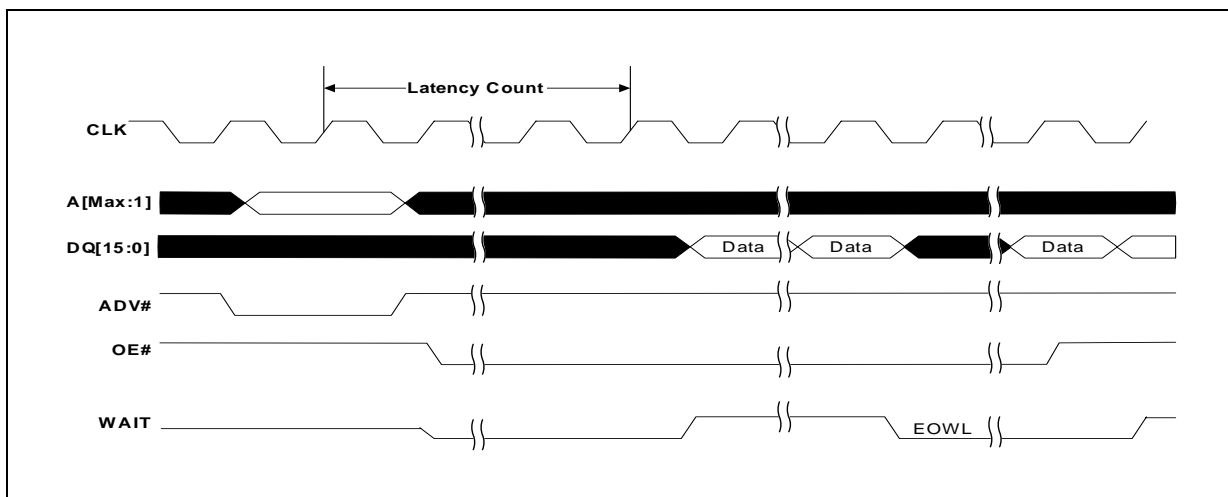 Latency Count
CLK
A[Max:1]
DQ[15:0] Data Data Data
ADV#
OE#
WAIT EOWL